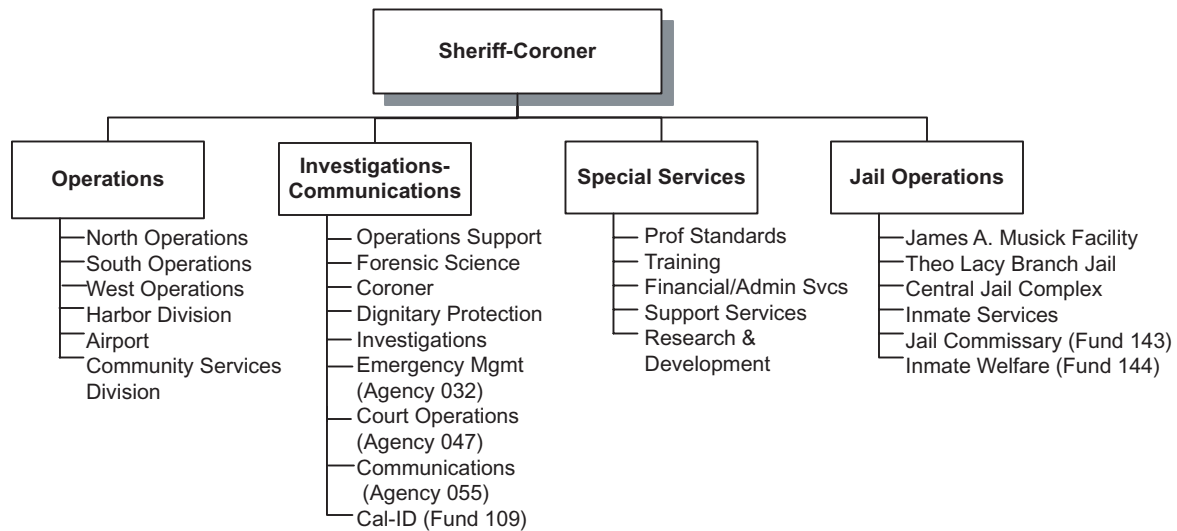 Sheriff-Coroner
Operations
North Operations
South Operations
West Operations
Harbor Division
Airport
Community Services
Division
Investigations-
Communications
Operations Support
Forensic Science
Coroner
Dignitary Protection
Investigations
Emergency Mgmt
(Agency 032)
Court Operations
(Agency 047)
Communications
(Agency 055)
Cal-ID (Fund 109)
Special Services
Prof Standards
Training
Financial/Admin Svcs
Support Services
Research &
Development
Jail Operations
James A. Musick Facility
Theo Lacy Branch Jail
Central Jail Complex
Inmate Services
Jail Commissary (Fund 143)
Inmate Welfare (Fund 144)